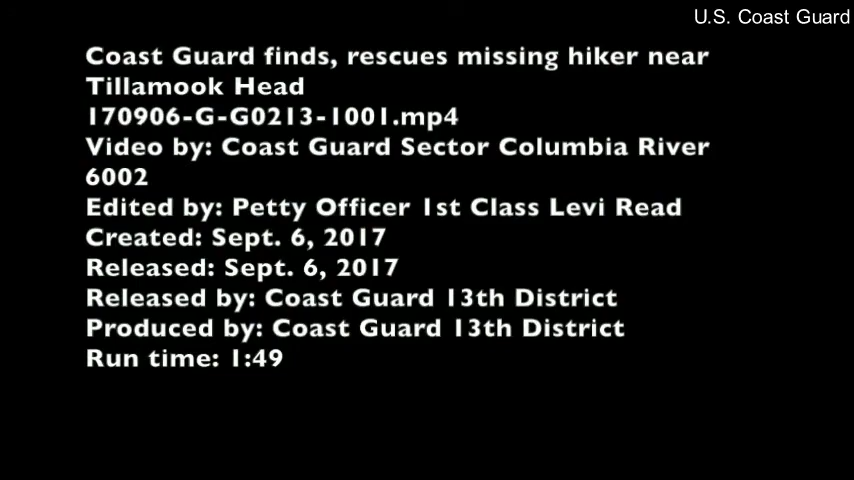 U.S. Coast Guard
Coast Guard finds, rescues missing hiker near
Tillamook Head
170906-G-G0213-1001.mp4
Video by: Coast Guard Sector Columbia River
6002
Edited by: Petty Officer 1st Class Levi Read
Created: Sept. 6, 2017
Released: Sept. 6, 2017
Released by: Coast Guard 13th District
Produced by: Coast Guard 13th District
Run time: 1:49